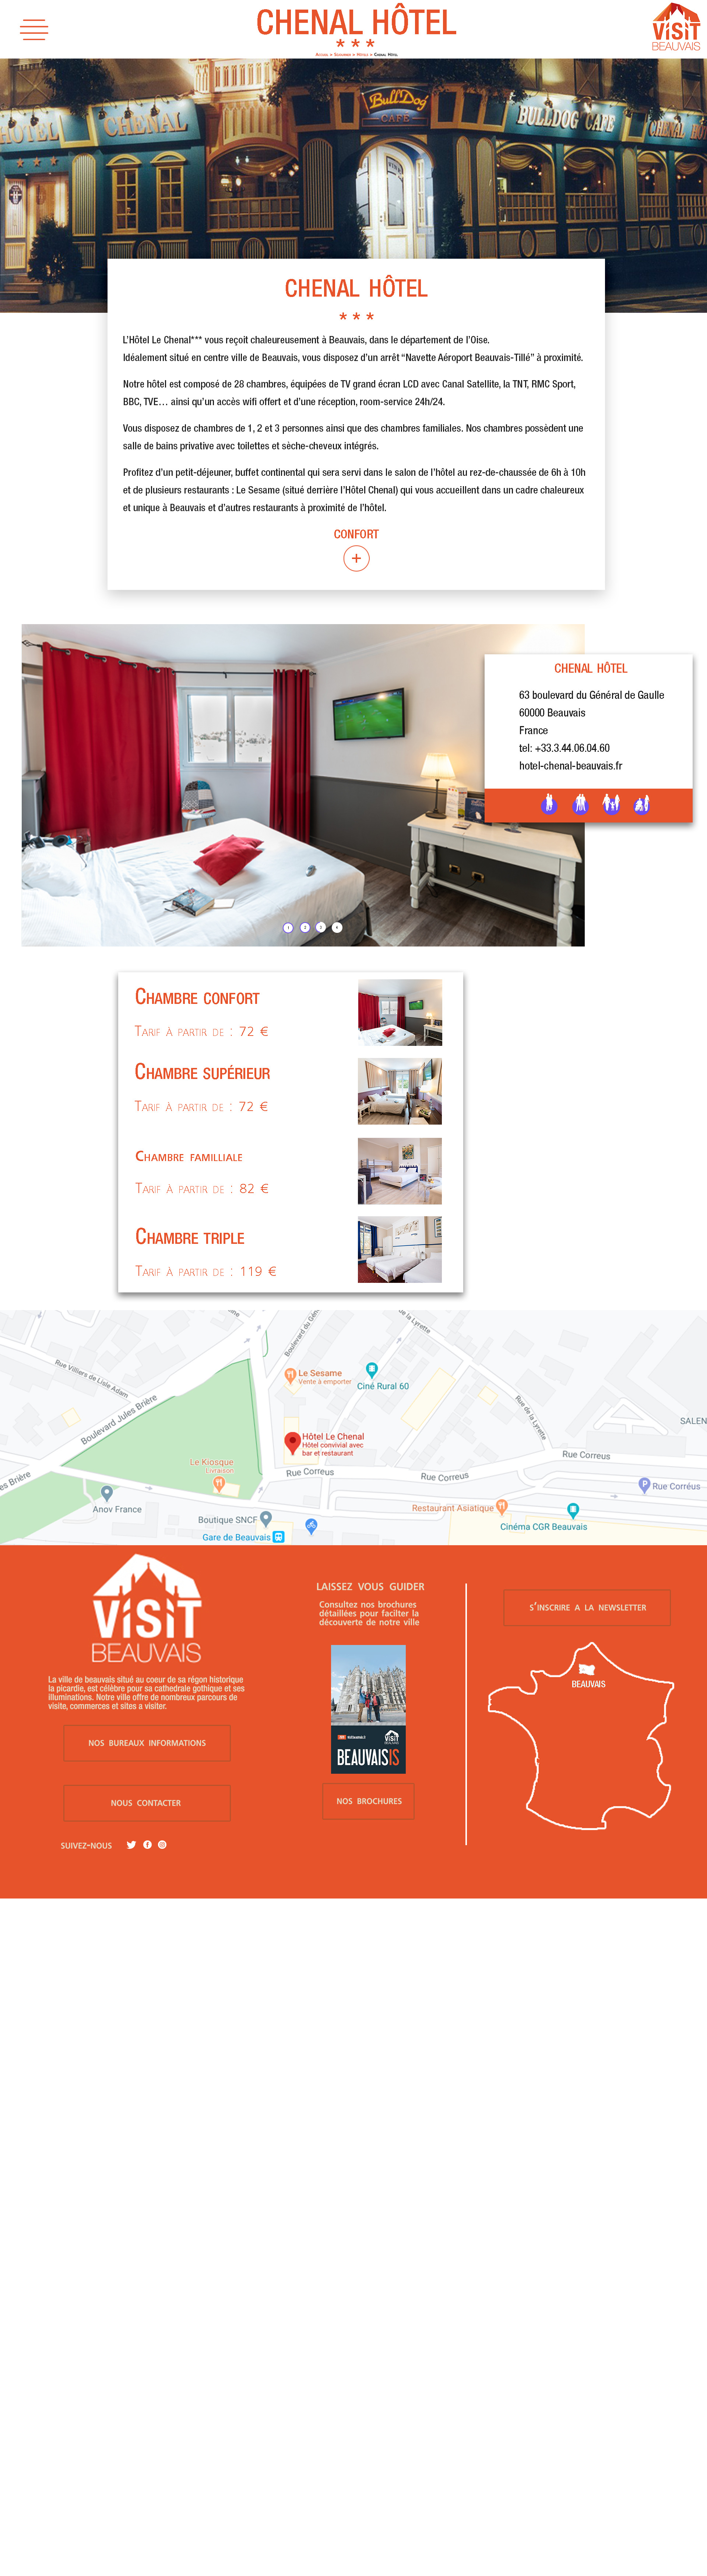 CHENAL HÔTEL
* * *
Accueil > Séjourner > Hôtels > Chenal Hôtel
VISIT
BEAUVAIS
HOTEL
CHENAL
BullDog
CAFE
BULLDOG CAFE
CHENAL HÔT
CHENAL HÔTEL
* * *
L'Hôtel Le Chenal*** vous reçoit chaleureusement à Beauvais, dans le département de l'Oise.
Idéalement situé en centre ville de Beauvais, vous disposez d'un arrêt “Navette Aéroport Beauvais-Tillé” à proximité.
Notre hôtel est composé de 28 chambres, équipées de TV grand écran LCD avec Canal Satellite, la TNT, RMC Sport,
BBC, TVE… ainsi qu'un accès wifi offert et d'une réception, room-service 24h/24.
Vous disposez de chambres de 1, 2 et 3 personnes ainsi que des chambres familiales. Nos chambres possèdent une
salle de bains privative avec toilettes et sèche-cheveux intégrés.
Profitez d'un petit-déjeuner, buffet continental qui sera servi dans le salon de l'hôtel au rez-de-chaussée de 6h à 10h
et de plusieurs restaurants : Le Sesame (situé derrière l'Hôtel Chenal) qui vous accueillent dans un cadre chaleureux
et unique à Beauvais et d'autres restaurants à proximité de l'hôtel.
CONFORT
+
CHENAL HÔTEL
63 boulevard du Général de Gaulle
60000 Beauvais
France
tel: +33.3.44.06.04.60
hotel-chenal-beauvais.fr
1 2 3 4
Chambre confort
Tarif à partir de : 72 €
Chambre supérieur
Tarif à partir de : 72 €
Chambre familliale
Tarif à partir de : 82 €
Chambre triple
Tarif à partir de : 119 €
Boulevard du Géné
de la Lyrette
Rue Villiers de Lisle Adam
Le Sesame
Vente à emporter
Ciné Rural 60
Boulevard Jules Brière
Rue de la Lyrette
SALEN
Hôtel Le Chenal
Hôtel convivial avec
bar et restaurant
Rue Correus
Le Kiosque
Livraison
Rue Correus
Rue Correus
es Brière
Rue Corréus
Anov France
Restaurant Asiatique
Boutique SNCF
Cinéma CGR Beauvais
Gare de Beauvais
VISIT
BEAUVAIS
La ville de beauvais situé au coeur de sa régon historique
la picardie, est célébre pour sa cathedrale gothique et ses
illuminations. Notre ville offre de nombreux parcours de
visite, commerces et sites a visiter.
NOS BUREAUX INFORMATIONS
NOUS CONTACTER
SUIVEZ-NOUS
LAISSEZ VOUS GUIDER
Consultez nos brochures
détaillées pour facilter la
découverte de notre ville
BEAUVAISIS
NOS BROCHURES
S'INSCRIRE A LA NEWSLETTER
BEAUVAIS